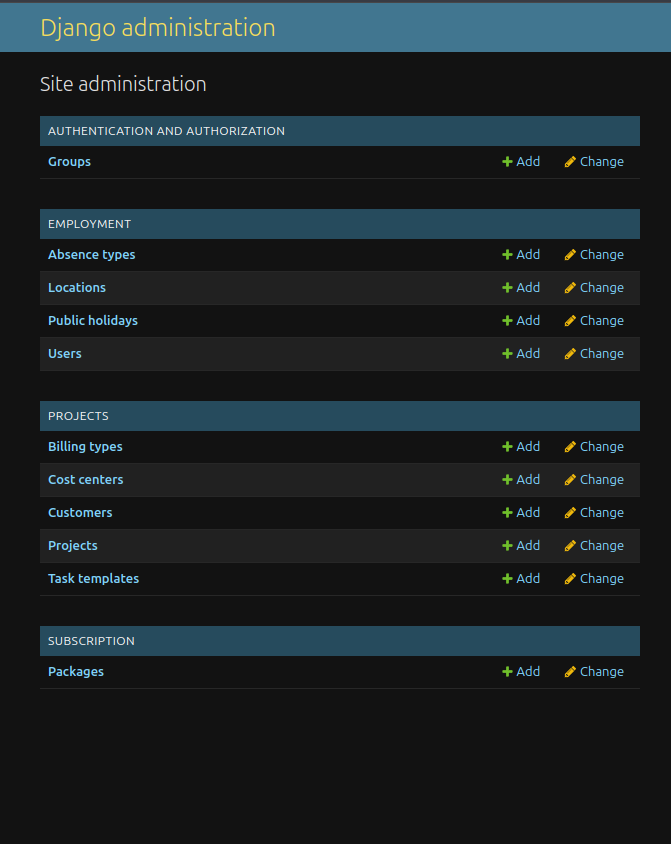 Django administration
Site administration
AUTHENTICATION AND AUTHORIZATION
Groups Add Change
EMPLOYMENT
Absence types Add Change
Locations Add Change
Public holidays Add Change
Users Add Change
PROJECTS
Billing types Add Change
Cost centers Add Change
Customers Add Change
Projects Add Change
Task templates Add Change
SUBSCRIPTION
Packages Add Change